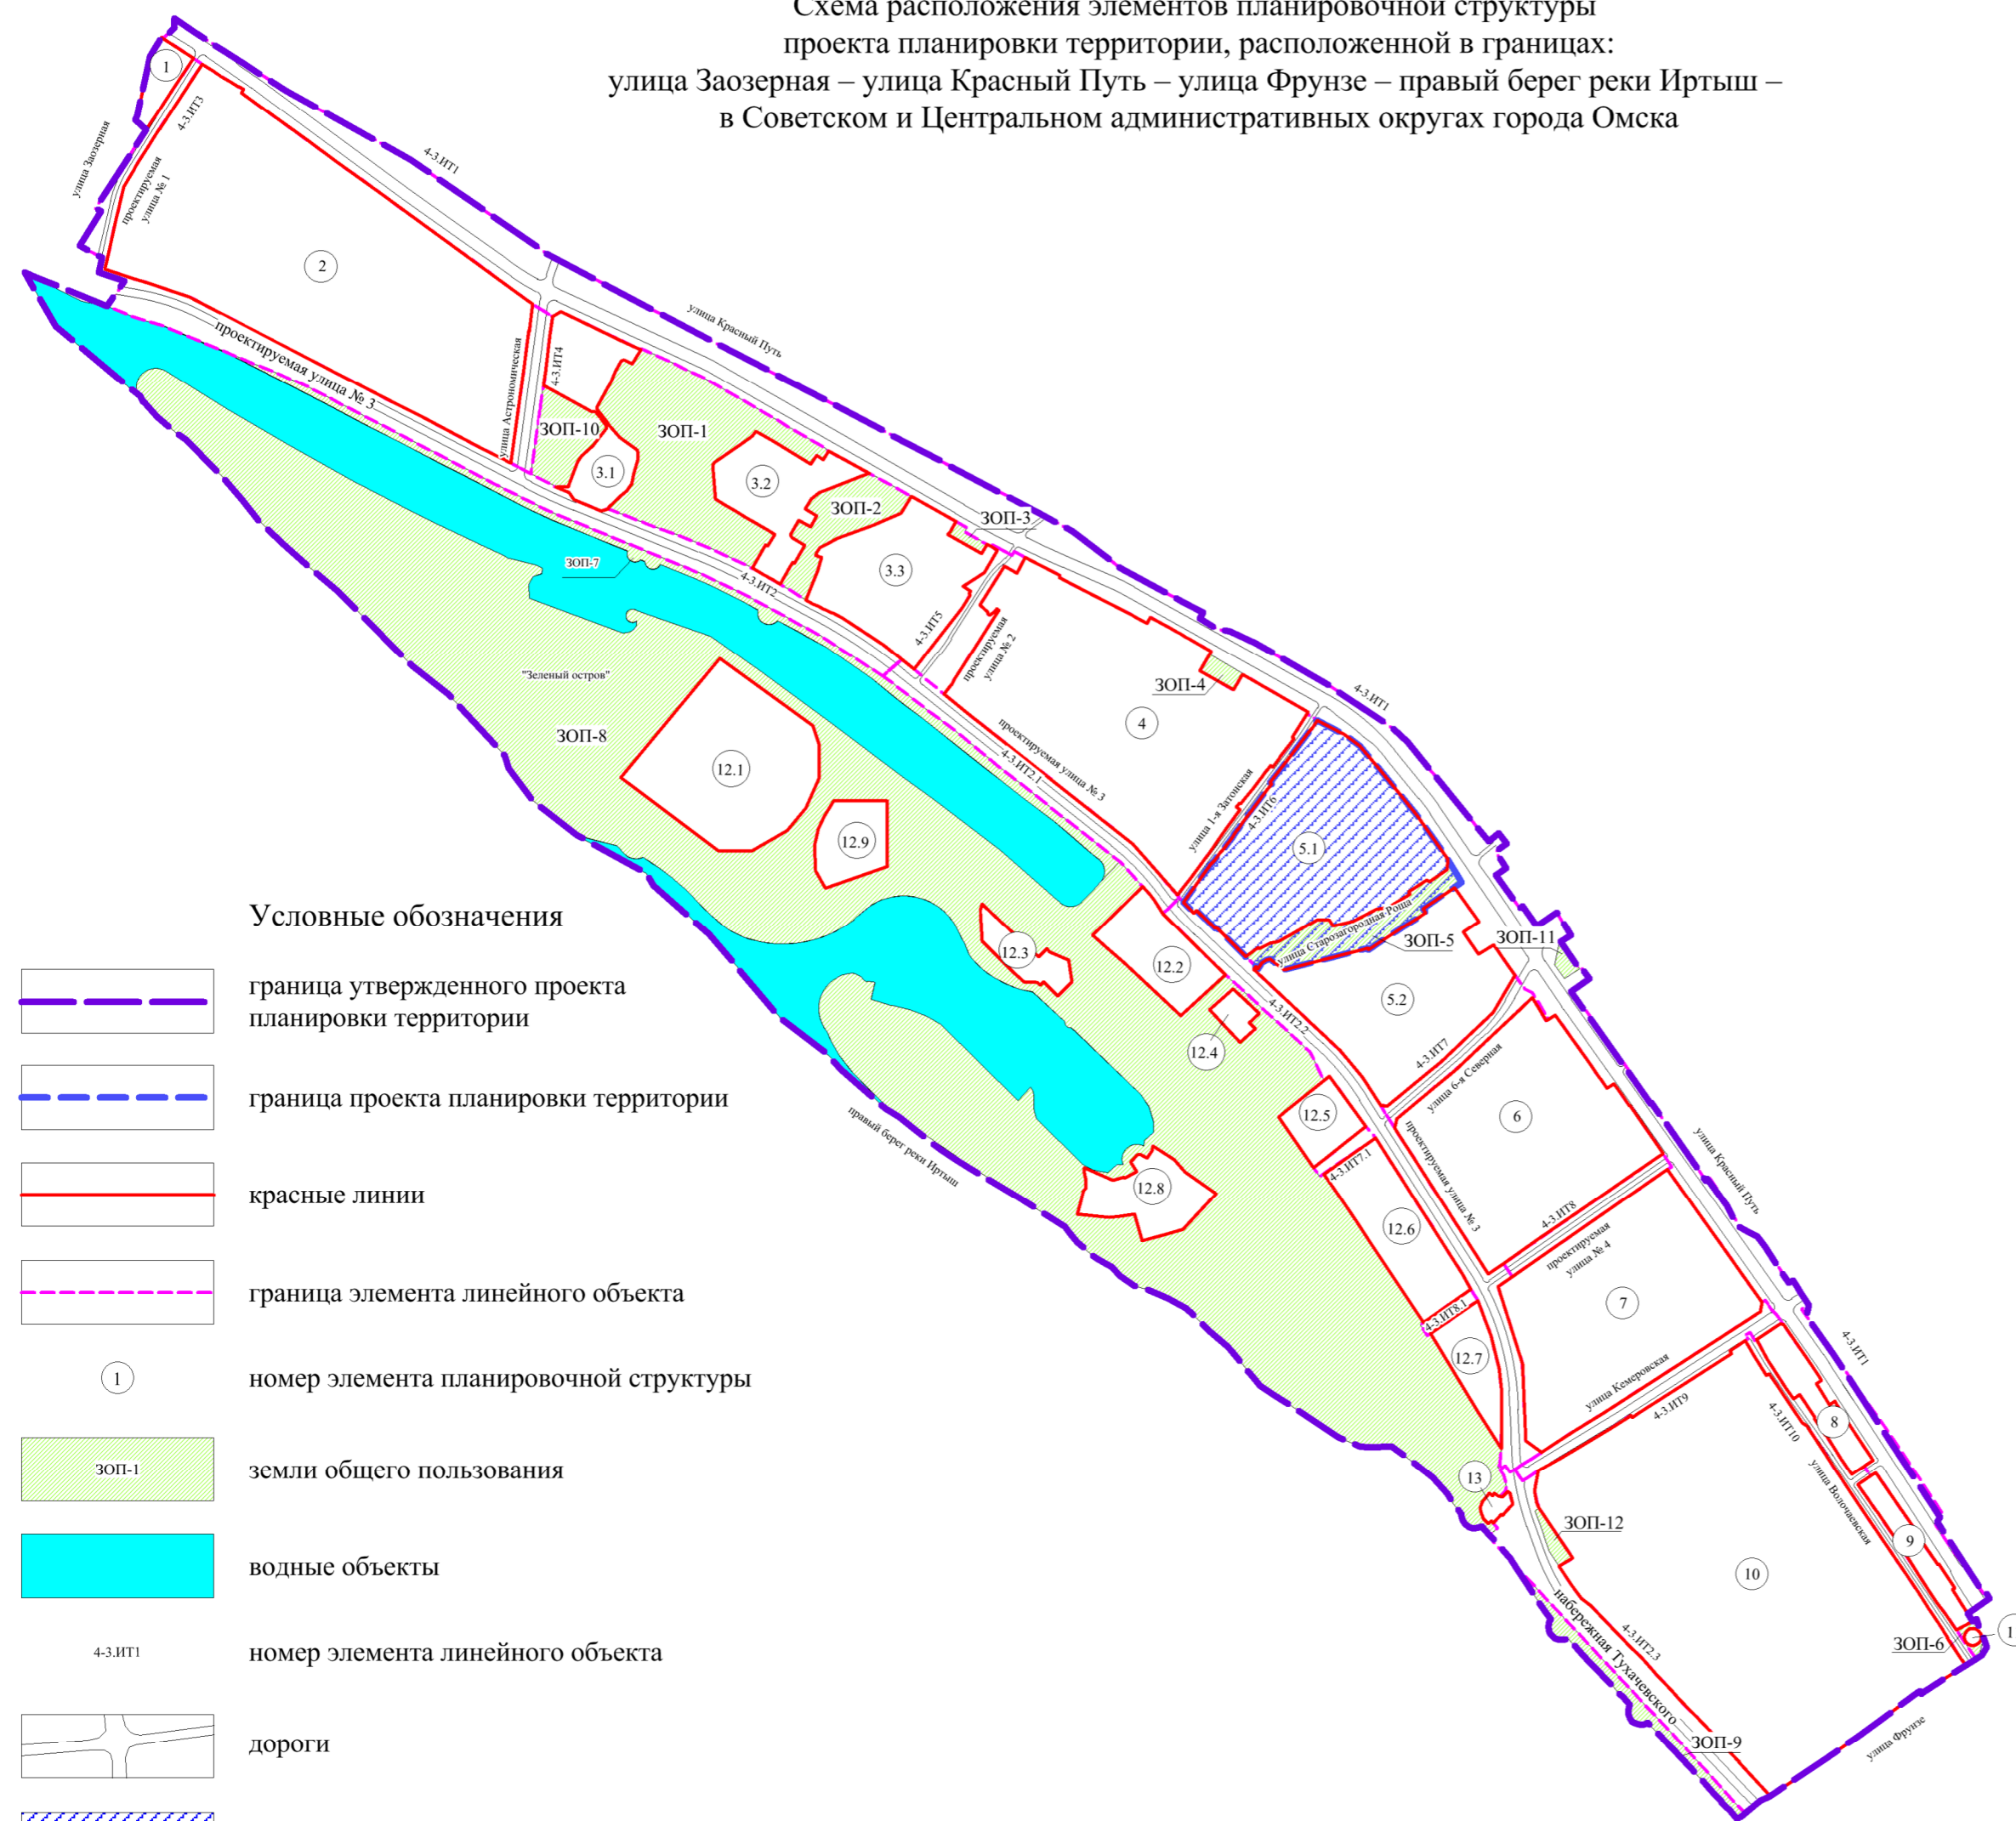 Схема расположения элементов планировочной структуры
проекта планировки территории, расположенной в границах:
улица Заозерная – улица Красный Путь – улица Фрунзе – правый берег реки Иртыш –
в Советском и Центральном административных округах города Омска
1
4-3.ИТ3
улица Заозерная
проектируемая
улица № 1
4-3.ИТ1
2
улица Красный Путь
проектируемая улица № 3
улица Астрономическая
4-3.ИТ4
ЗОП-10
ЗОП-1
3.1
3.2
ЗОП-2
ЗОП-3
3.3
ЗОП-7
4-3.ИТ2
4-3.ИТ5
проектируемая
улица № 2
"Зеленый остров"
ЗОП-8
ЗОП-4
4
4-3.ИТ1
12.1
проектируемая улица № 3
4-3.ИТ2.1
улица 1-я Затонская
4-3.ИТ6
12.9
5.1
улица Старозагородная Роща
ЗОП-5
ЗОП-11
12.3
12.2
5.2
4-3.ИТ2.2
12.4
4-3.ИТ7
улица 6-я Северная
12.5
6
правый берег реки Иртыш
проектируемая улица № 3
улица Красный Путь
4-3.ИТ7.1
12.8
12.6
4-3.ИТ8
проектируемая
улица № 4
7
4-3.ИТ8.1
12.7
4-3.ИТ1
улица Кемеровская
4-3.ИТ9
4-3.ИТ10
8
улица Волочаевская
13
ЗОП-12
9
10
набережная Тухачевского
4-3.ИТ2.3
ЗОП-6
1
ЗОП-9
улица Фрунзе
Условные обозначения
граница утвержденного проекта
планировки территории
граница проекта планировки территории
красные линии
граница элемента линейного объекта
1
номер элемента планировочной структуры
ЗОП-1
земли общего пользования
водные объекты
4-3.ИТ1
номер элемента линейного объекта
дороги